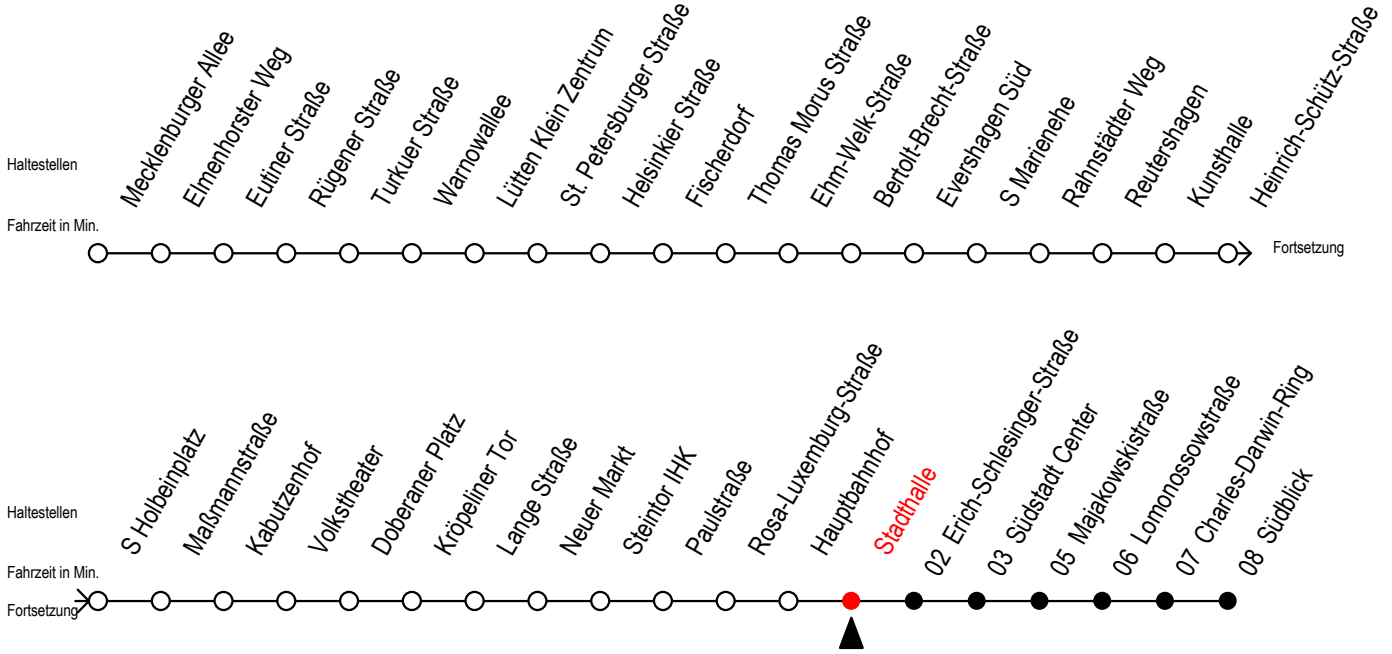 Haltestellen
Mecklenburger Allee
Elmenhorster Weg
Eutiner Straße
Rügener Straße
Turkuer Straße
Warnowallee
Lütten Klein Zentrum
St. Petersburger Straße
Helsinkier Straße
Fischerdorf
Thomas Morus Straße
Ehm-Welk-Straße
Bertolt-Brecht-Straße
Evershagen Süd
S Marienehe
Rahnstädter Weg
Reutershagen
Kunsthalle
Heinrich-Schütz-Straße
Fahrzeit in Min.
Fortsetzung
Haltestellen
S Holbeinplatz
Maßmannstraße
Kabutzenhof
Volkstheater
Doberaner Platz
Kröpeliner Tor
Lange Straße
Neuer Markt
Steintor IHK
Paulstraße
Rosa-Luxemburg-Straße
Hauptbahnhof
Stadthalle
02 Erich-Schlesinger-Straße
03 Südstadt Center
05 Majakowskistraße
06 Lomonossowstraße
07 Charles-Darwin-Ring
08 Südblick
Fahrzeit in Min.
Fortsetzung